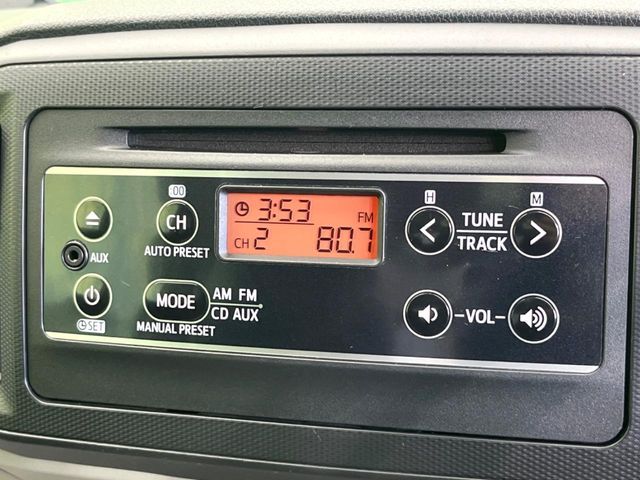 :00
H
M
CH
3:53
FM
TUNE
TRACK
AUX
AUTO PRESET
CH 2
80.7
MODE
AM FM
CD AUX
VOL
SET
MANUAL PRESET